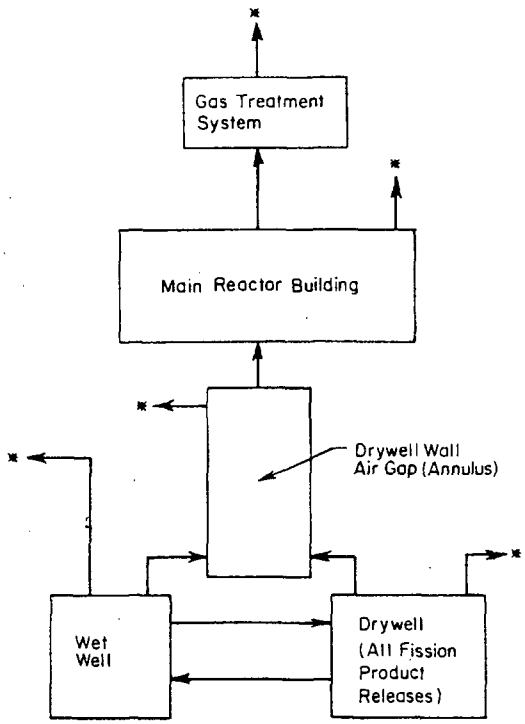 *
Gas Treatment
System
*
Main Reactor Building
*
Drywell Wall
Air Gap (Annulus)
*
*
Wet
Well
Drywell
(All Fission
Product
Releases)